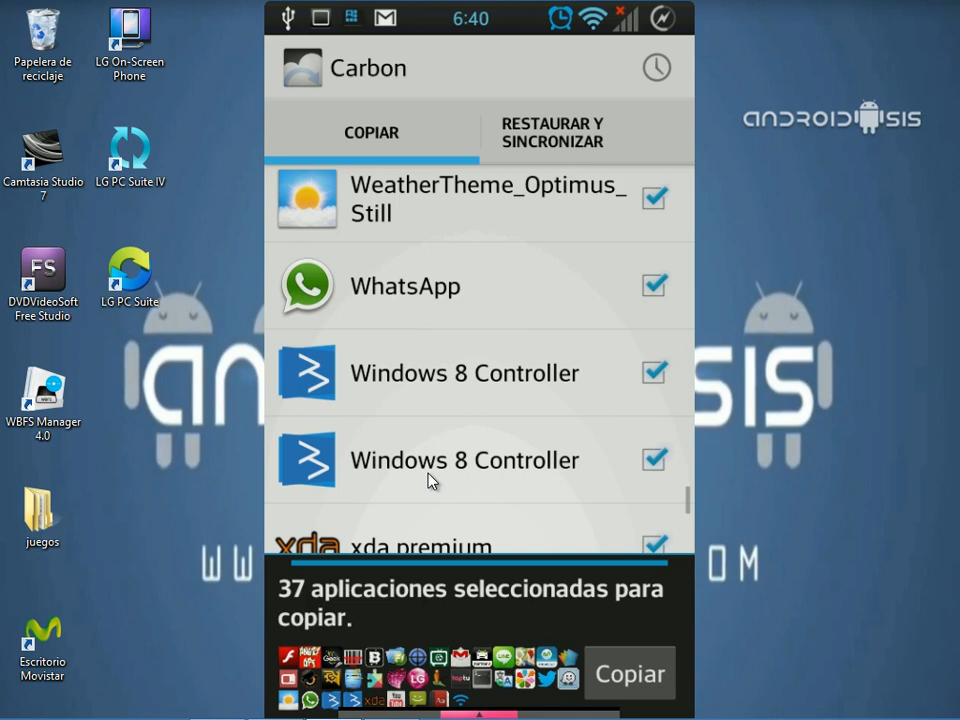 Papelera de
reciclaje
LG On-Screen
Phone
Camtasia Studio
7
LG PC Suite IV
FS
DVDVideoSoft
Free Studio
LG PC Suite
WBFS Manager
4.0
juegos
Escritorio
Movistar
6:40
Carbon
COPIAR
RESTAURAR Y
SINCRONIZAR
WeatherTheme_Optimus_
Still
WhatsApp
Windows 8 Controller
Windows 8 Controller
xda
xda premium
37 aplicaciones seleccionadas para
copiar.
Copiar
ANDROIDSIS